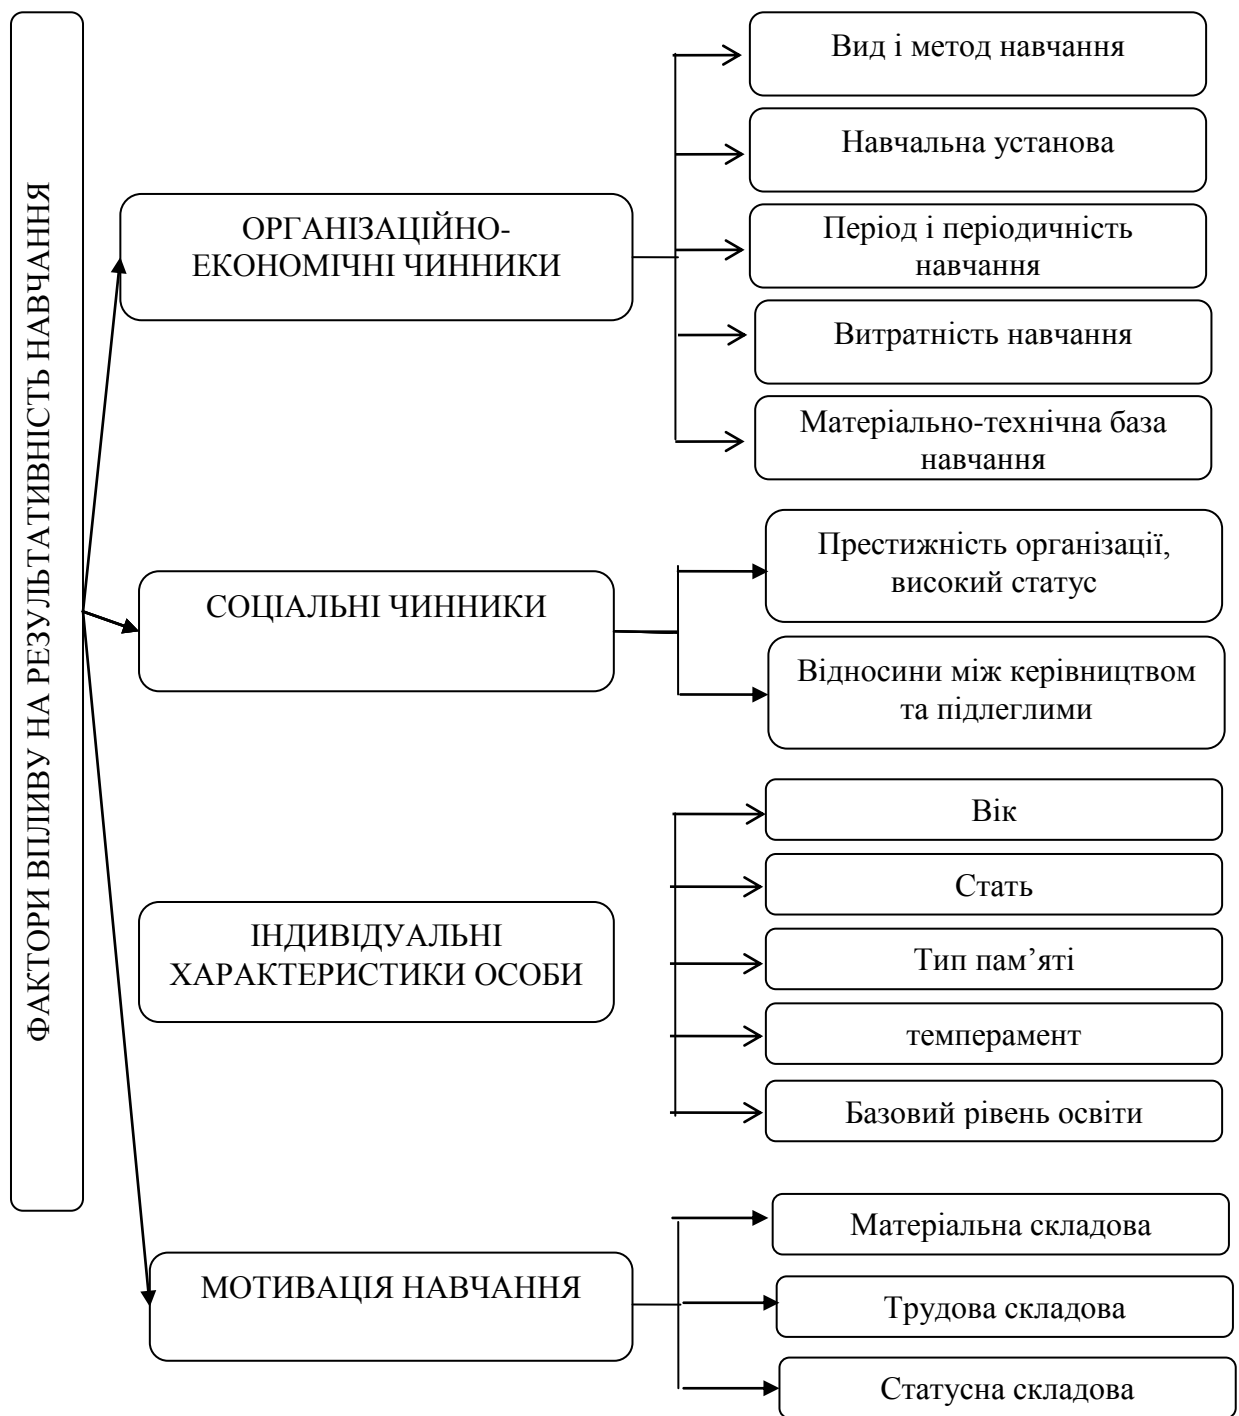 ФАКТОРИ ВПЛИВУ НА РЕЗУЛЬТАТИВНІСТЬ НАВЧАННЯ
ОРГАНІЗАЦІЙНО-
ЕКОНОМІЧНІ ЧИННИКИ
Вид і метод навчання
Навчальна установа
Період і періодичність
навчання
Витратність навчання
Матеріально-технічна база
навчання
СОЦІАЛЬНІ ЧИННИКИ
Престижність організації,
високий статус
Відносини між керівництвом
та підлеглими
ІНДИВІДУАЛЬНІ
ХАРАКТЕРИСТИКИ ОСОБИ
Вік
Стать
Тип пам’яті
темперамент
Базовий рівень освіти
МОТИВАЦІЯ НАВЧАННЯ
Матеріальна складова
Трудова складова
Статусна складова